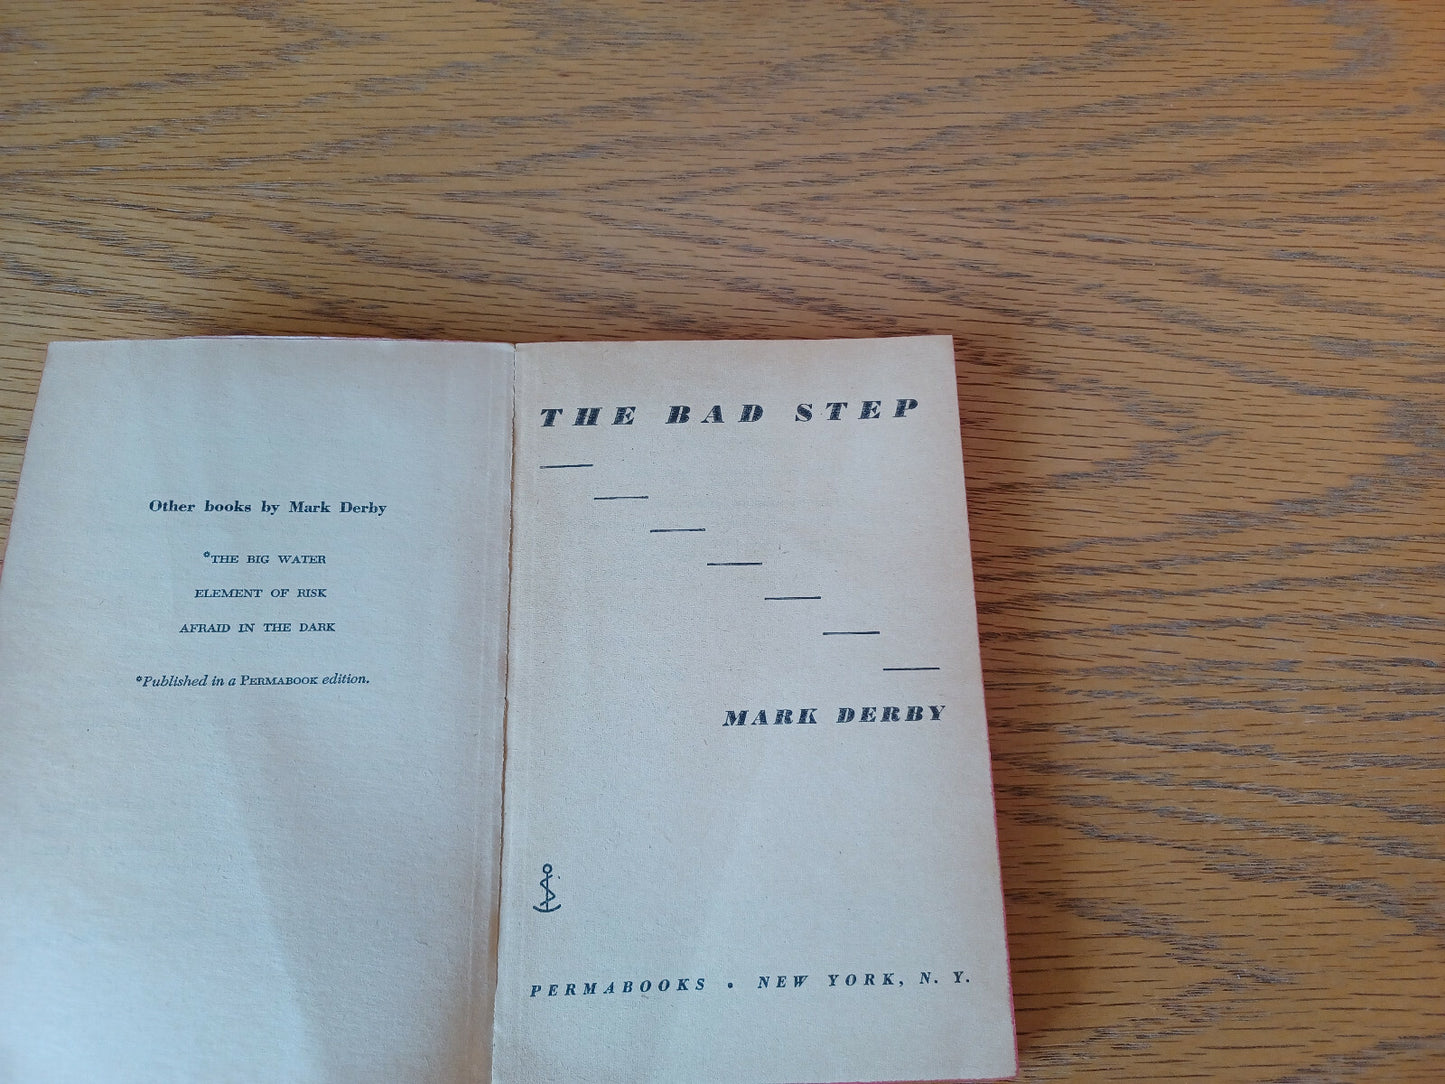 Other books by Mark Derby
*THE BIG WATER
ELEMENT OF RISK
AFRAID IN THE DARK
*Published in a PERMABOOK edition.
THE BAD STEP
MARK DERBY
PERMABOOKS • NEW YORK, N. Y.